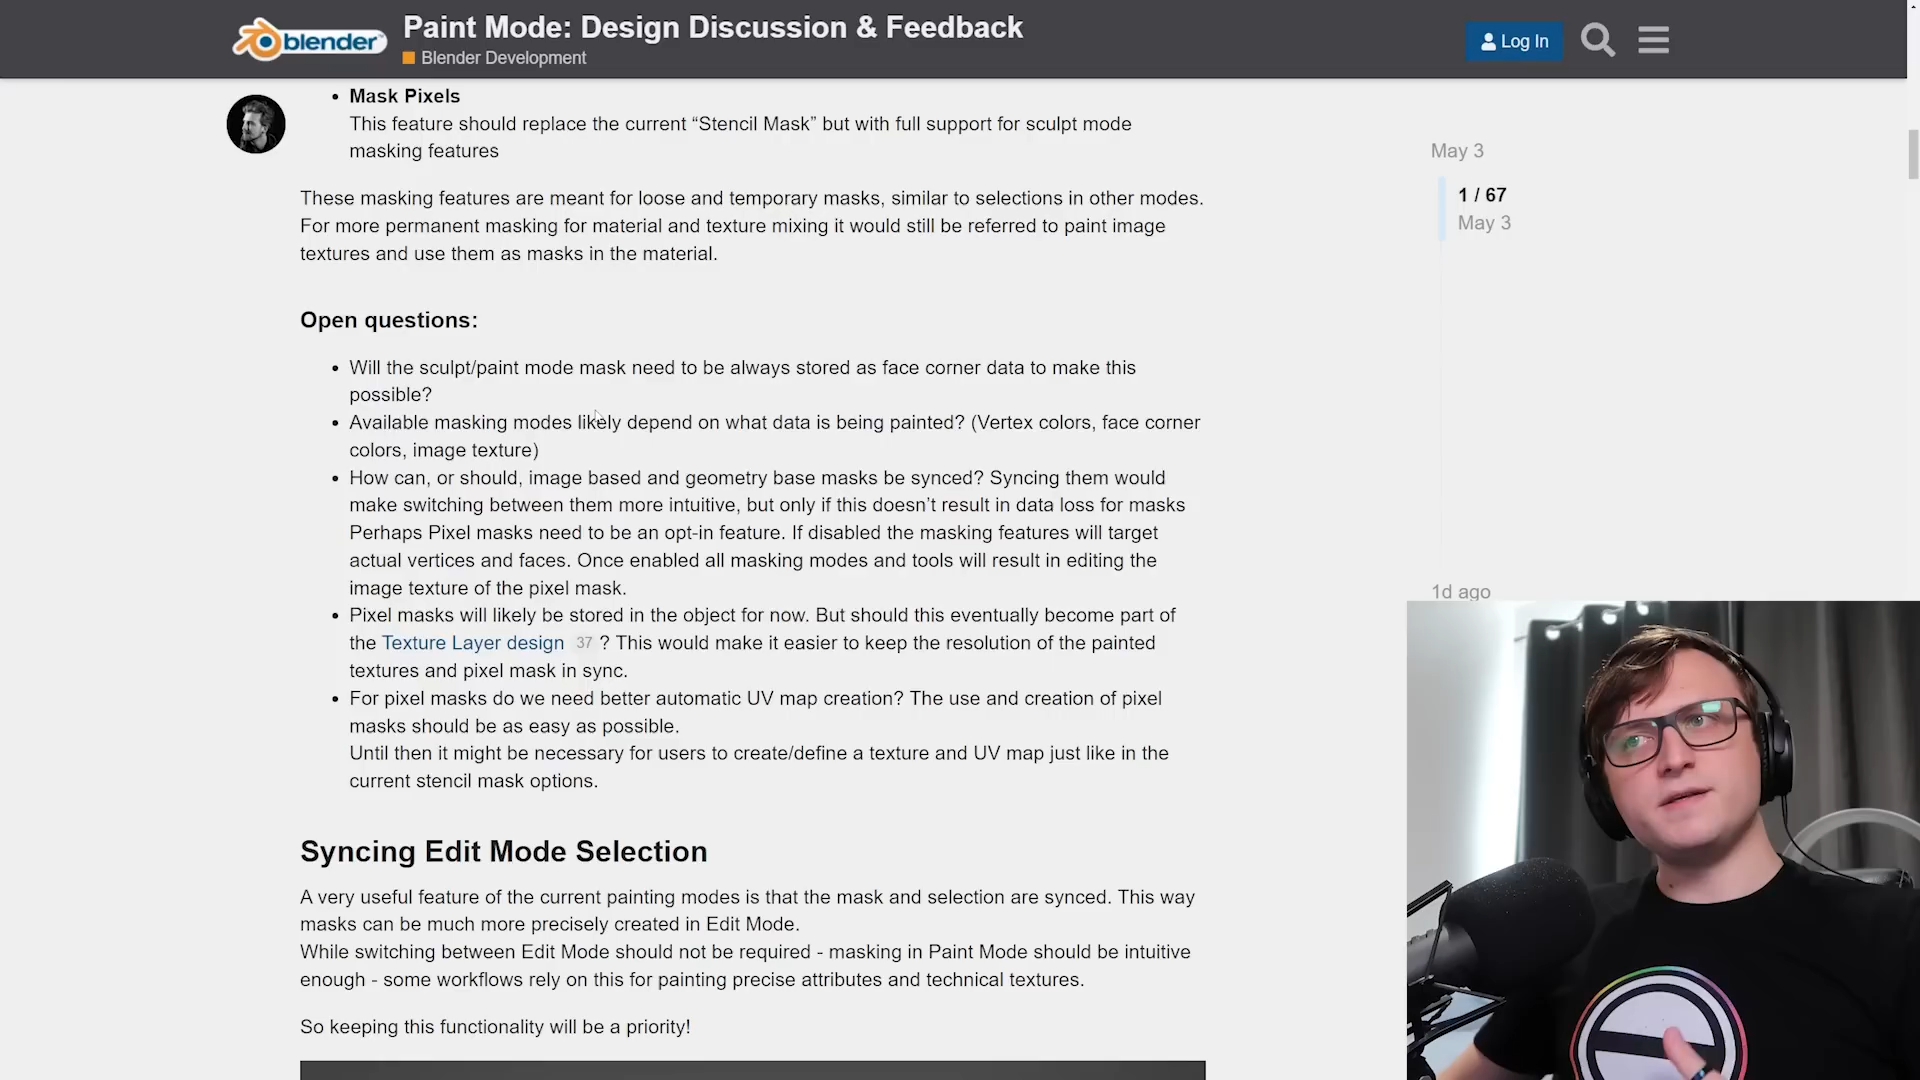 blender
Paint Mode: Design Discussion & Feedback
Blender Development
Log In
• Mask Pixels
This feature should replace the current “Stencil Mask” but with full support for sculpt mode
masking features
These masking features are meant for loose and temporary masks, similar to selections in other modes.
For more permanent masking for material and texture mixing it would still be referred to paint image
textures and use them as masks in the material.
Open questions:
• Will the sculpt/paint mode mask need to be always stored as face corner data to make this
possible?
• Available masking modes likely depend on what data is being painted? (Vertex colors, face corner
colors, image texture)
• How can, or should, image based and geometry base masks be synced? Syncing them would
make switching between them more intuitive, but only if this doesn’t result in data loss for masks
Perhaps Pixel masks need to be an opt-in feature. If disabled the masking features will target
actual vertices and faces. Once enabled all masking modes and tools will result in editing the
image texture of the pixel mask.
• Pixel masks will likely be stored in the object for now. But should this eventually become part of
the Texture Layer design 37 ? This would make it easier to keep the resolution of the painted
textures and pixel mask in sync.
• For pixel masks do we need better automatic UV map creation? The use and creation of pixel
masks should be as easy as possible.
Until then it might be necessary for users to create/define a texture and UV map just like in the
current stencil mask options.
Syncing Edit Mode Selection
A very useful feature of the current painting modes is that the mask and selection are synced. This way
masks can be much more precisely created in Edit Mode.
While switching between Edit Mode should not be required - masking in Paint Mode should be intuitive
enough - some workflows rely on this for painting precise attributes and technical textures.
So keeping this functionality will be a priority!
May 3
1 / 67
May 3
1d ago